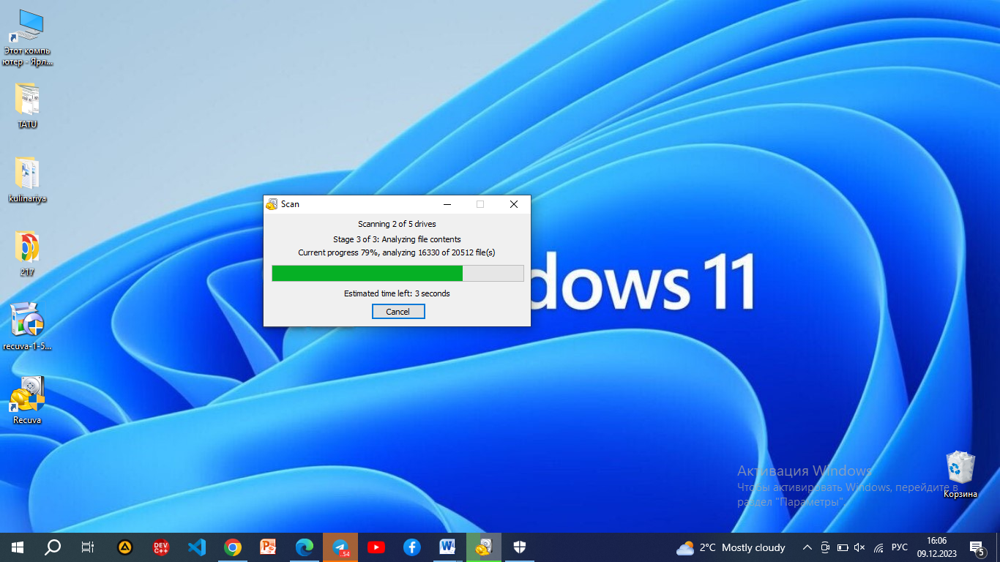 Этот компь
ютер - Ярл...
TATU
kulinariya
217
recuva-1-5...
Recuva
Scan
Scanning 2 of 5 drives
Stage 3 of 3: Analyzing file contents
Current progress 79%, analyzing 16330 of 20512 file(s)
Estimated time left: 3 seconds
Cancel
dows 11
Активация Windows
Чтобы активировать Windows, перейдите в
раздел "Параметры".
Корзина
DEV
C++
..54
2°C Mostly cloudy
РУС
16:06
09.12.2023
5